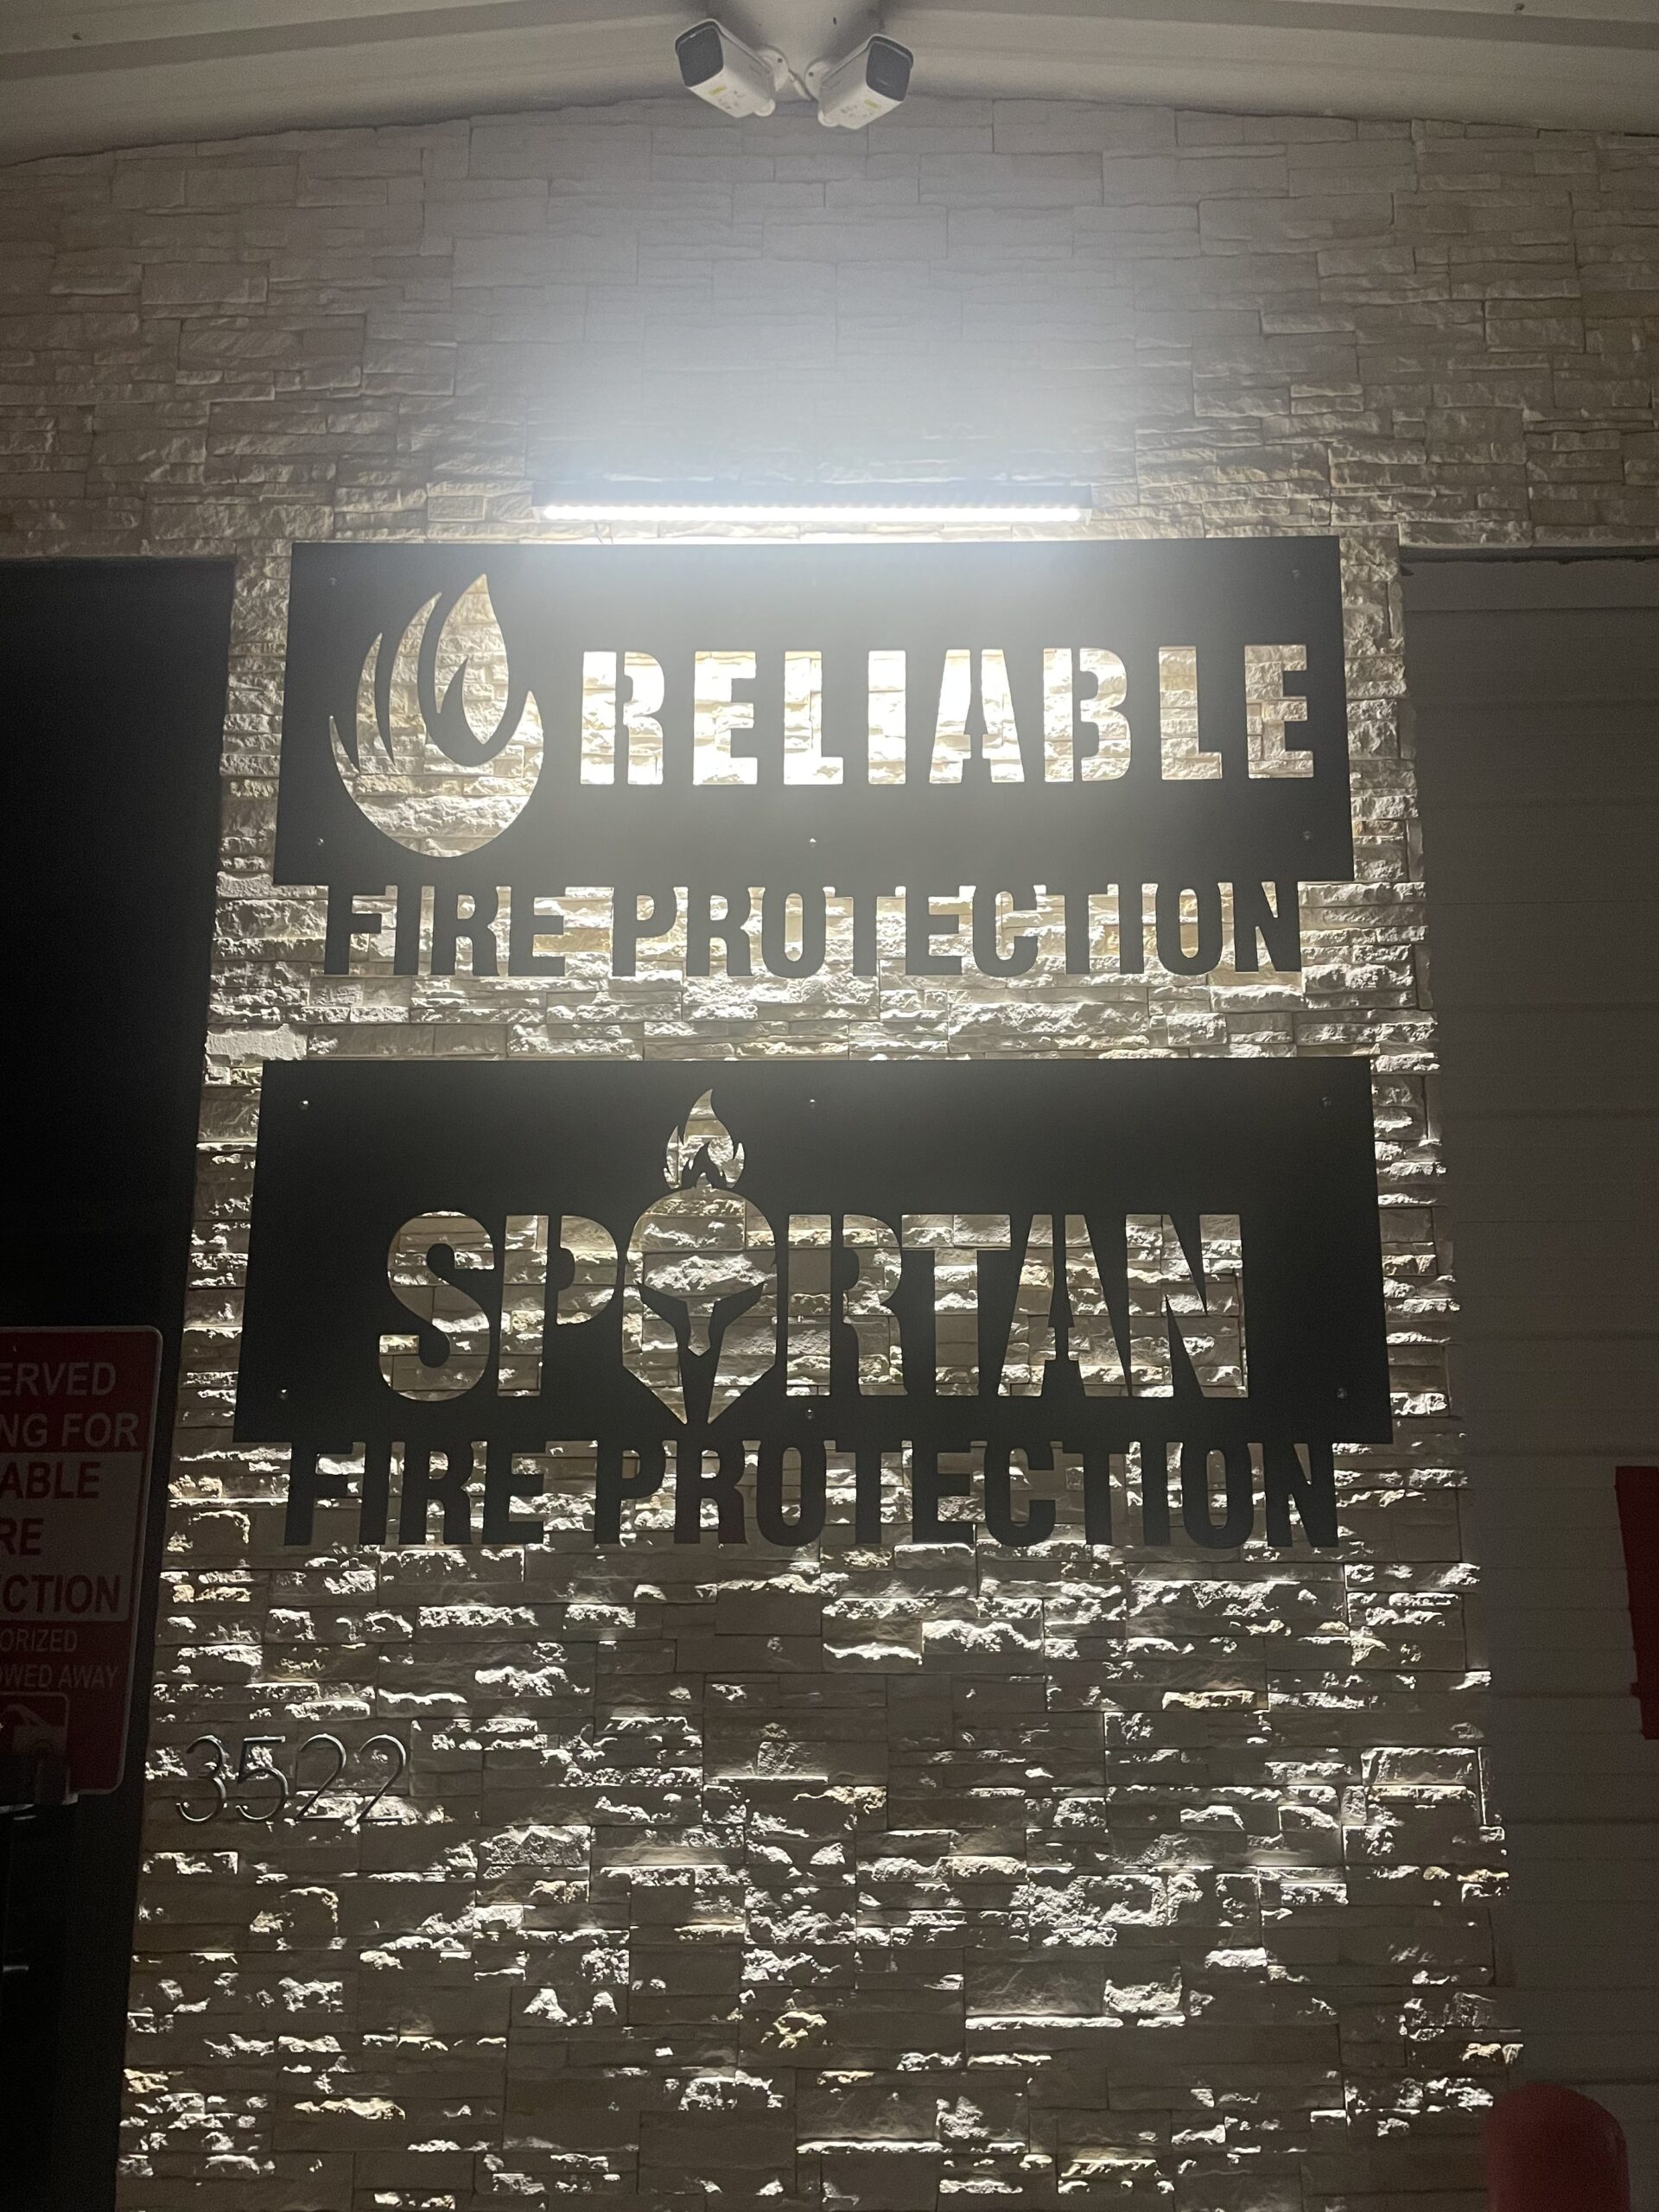 RELIABLE
FIRE PROTECTION
SPARTAN
FIRE PROTECTION
ERVED
NG FOR
ABLE
RE
CTION
ORIZED
OWED AWAY
3522